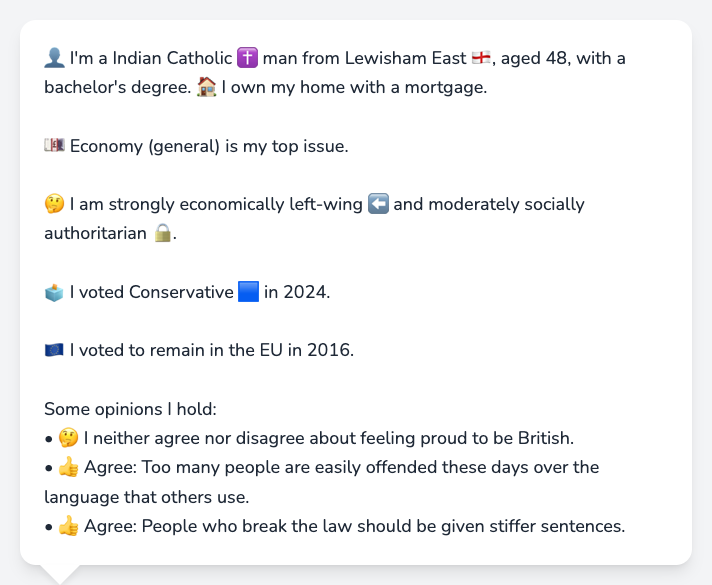 👤 I'm a Indian Catholic ✝️ man from Lewisham East 🏴󠁧󠁢󠁥󠁮󠁧󠁿, aged 48, with a
bachelor's degree. 🏠 I own my home with a mortgage.
💷 Economy (general) is my top issue.
🤔 I am strongly economically left-wing ⬅️ and moderately socially
authoritarian 🔒.
🗳️ I voted Conservative 🟦 in 2024.
🇪🇺 I voted to remain in the EU in 2016.
Some opinions I hold:
• 🤔 I neither agree nor disagree about feeling proud to be British.
• 👍 Agree: Too many people are easily offended these days over the
language that others use.
• 👍 Agree: People who break the law should be given stiffer sentences.